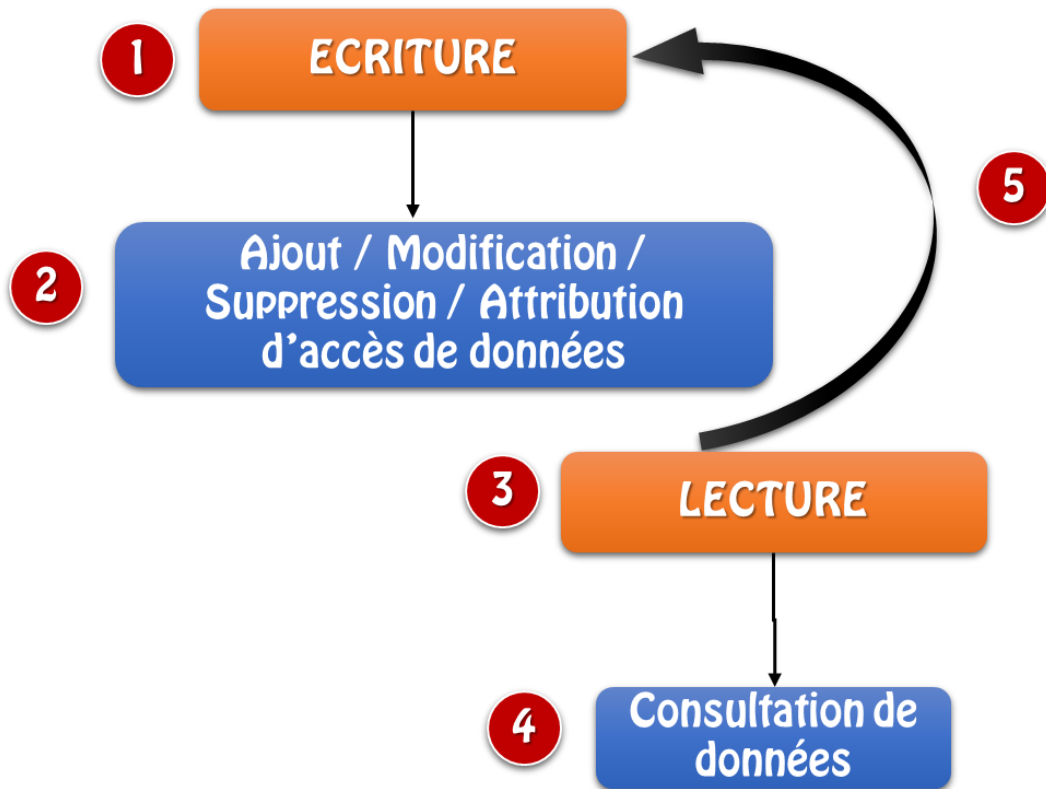 1
ECRITURE
5
2
Ajout / Modification /
Suppression / Attribution
d'accès de données
3
LECTURE
4
Consultation de
données